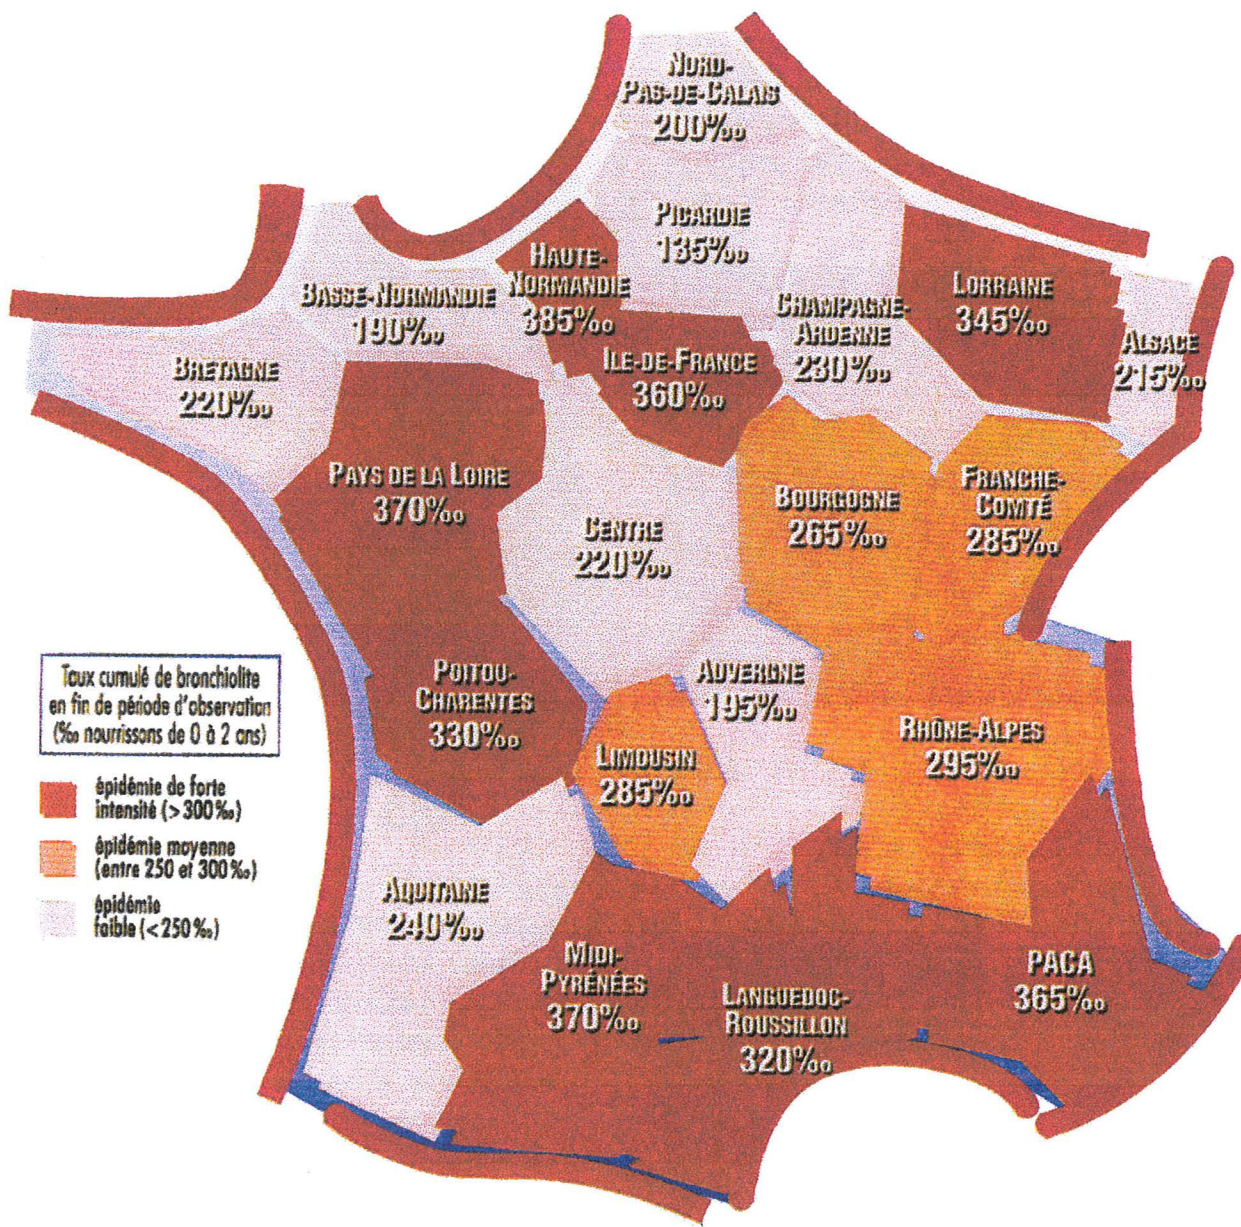 NORD-
PAS-DE-CALAIS
200‰
PICARDIE
135‰
HAUTE-
NORMANDIE
385‰
BASSE-NORMANDIE
190‰
LORRAINE
345‰
CHAMPAGNE-
ARDENNE
230‰
ALSACE
215‰
ÎLE-DE-FRANCE
360‰
BRETAGNE
220‰
PAYS DE LA LOIRE
370‰
CENTRE
220‰
BOURGOGNE
265‰
FRANCHE-
COMTÉ
285‰
POITOU-
CHARENTES
330‰
AUVERGNE
195‰
LIMOUSIN
285‰
RHÔNE-ALPES
295‰
Taux cumulé de bronchiolite
en fin de période d'observation
(‰ nourrissons de 0 à 2 ans)
épidémie de forte
intensité (>300‰)
épidémie moyenne
(entre 250 et 300‰)
épidémie
faible (<250‰)
AQUITAINE
240‰
MIDI-
PYRÉNÉES
370‰
LANGUEDOC-
ROUSSILLON
320‰
PACA
365‰